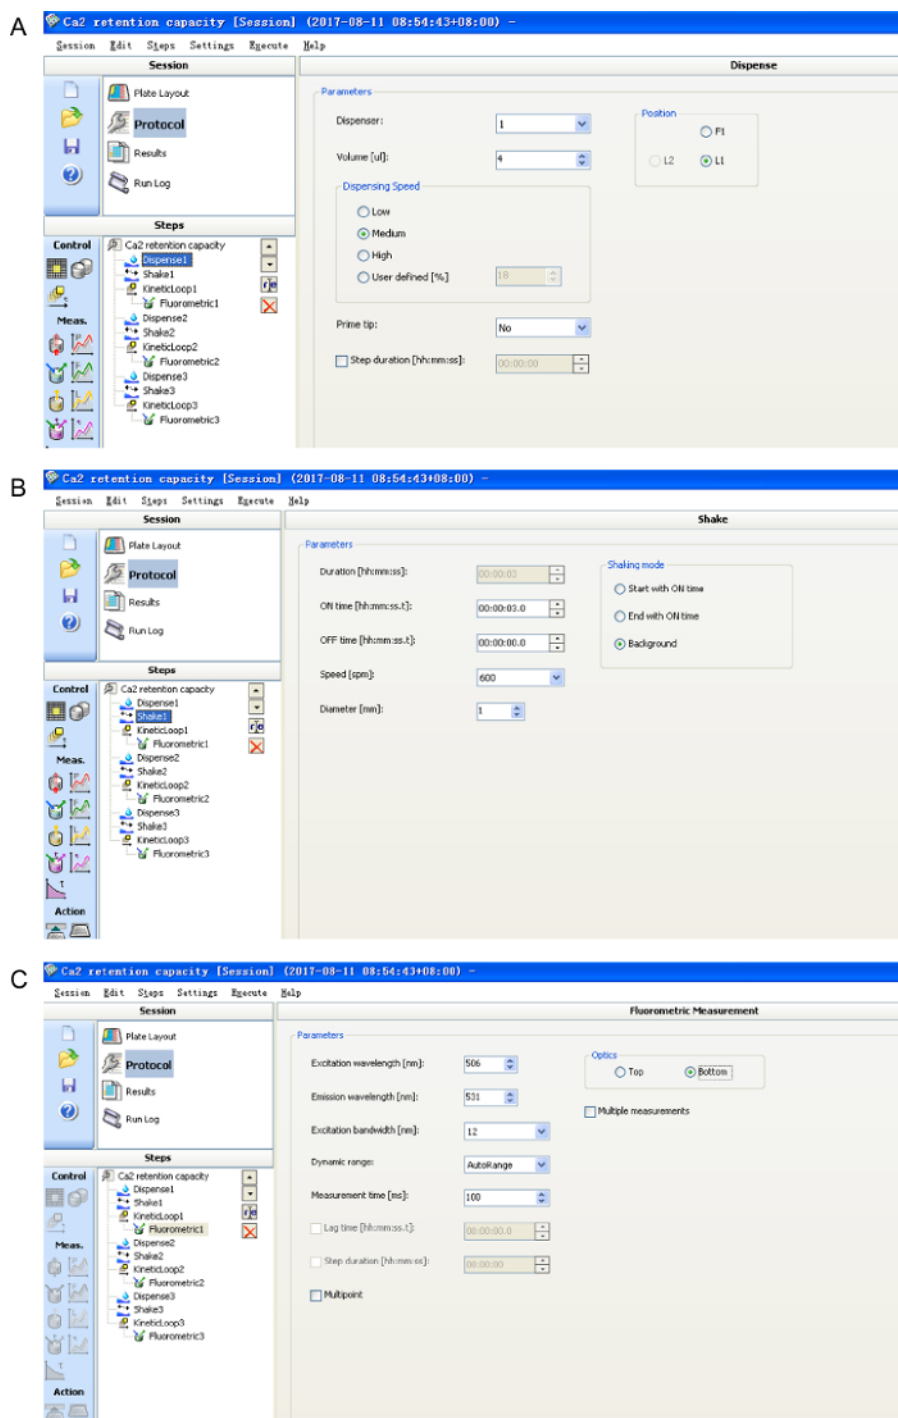 A
Ca2 retention capacity [Session] (2017-08-11 08:54:43+08:00) -
Session Edit Steps Settings Execute Help
Session
Dispense
Plate Layout
Protocol
Results
Run Log
Steps
Control
Meas.
Ca2 retention capacity
Dispense1
Shake1
KineticLoop1
Fluorometric1
Dispense2
Shake2
KineticLoop2
Fluorometric2
Dispense3
Shake3
KineticLoop3
Fluorometric3
Parameters
Dispenser: 1
Volume [ul]: 4
Dispensing Speed
Low
Medium
High
User defined [%] 18
Prime tip: No
Step duration [hh:mm:ss]: 00:00:00
Position
P1
L2 L1
B
Ca2 retention capacity [Session] (2017-08-11 08:54:43+08:00) -
Session Edit Steps Settings Execute Help
Session
Shake
Plate Layout
Protocol
Results
Run Log
Steps
Control
Meas.
Action
Ca2 retention capacity
Dispense1
Shake1
KineticLoop1
Fluorometric1
Dispense2
Shake2
KineticLoop2
Fluorometric2
Dispense3
Shake3
KineticLoop3
Fluorometric3
Parameters
Duration [hh:mm:ss]: 00:00:03
ON time [hh:mm:ss.t]: 00:00:03.0
OFF time [hh:mm:ss.t]: 00:00:00.0
Speed [spm]: 600
Diameter [mm]: 1
Shaking mode
Start with ON time
End with ON time
Background
C
Ca2 retention capacity [Session] (2017-08-11 08:54:43+08:00) -
Session Edit Steps Settings Execute Help
Session
Fluorometric Measurement
Plate Layout
Protocol
Results
Run Log
Steps
Control
Meas.
Action
Ca2 retention capacity
Dispense1
Shake1
KineticLoop1
Fluorometric1
Dispense2
Shake2
KineticLoop2
Fluorometric2
Dispense3
Shake3
KineticLoop3
Fluorometric3
Parameters
Excitation wavelength [nm]: 506
Emission wavelength [nm]: 531
Excitation bandwidth [nm]: 12
Dynamic range: AutoRange
Measurement time [ms]: 100
Lag time [hh:mm:ss.t]: 00:00:00.0
Step duration [hh:mm:ss]: 00:00:00
Multipoint
Optics
Top Bottom
Multiple measurements